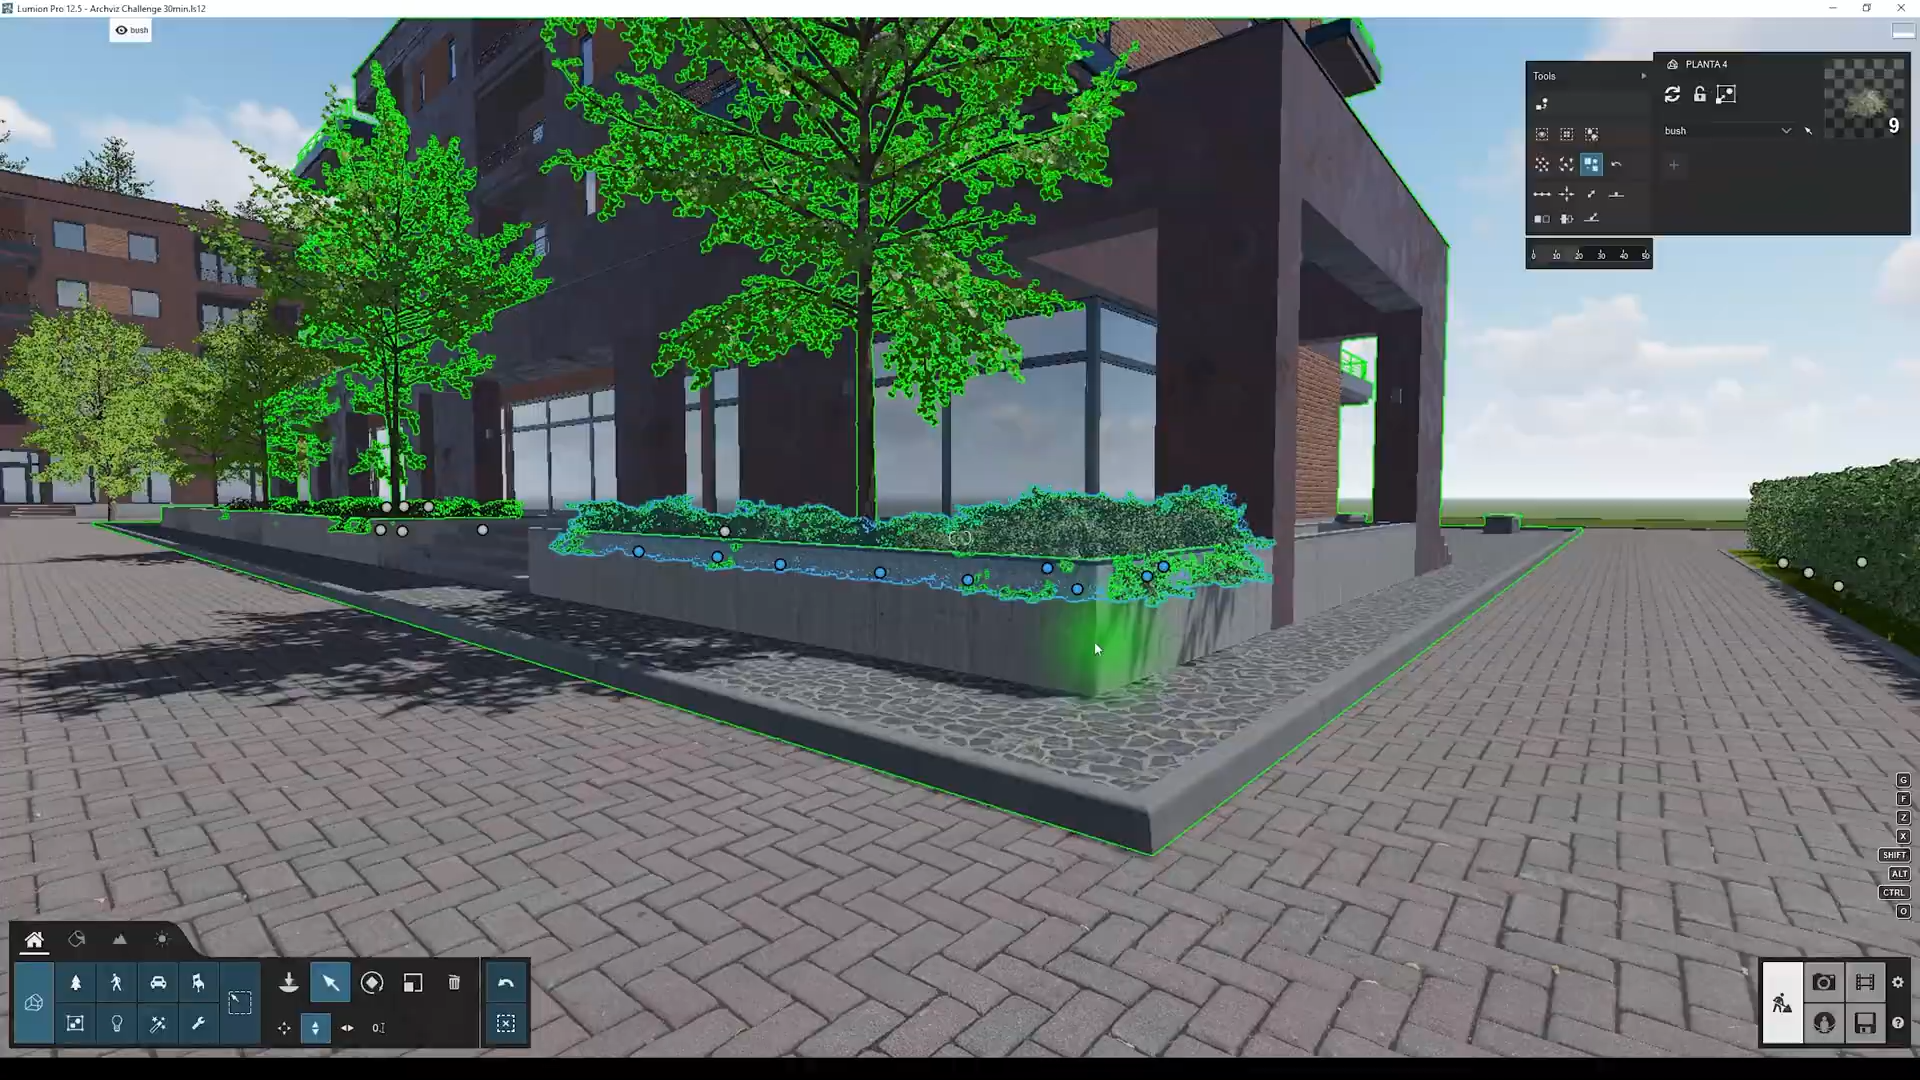 Lumion Pro 12.5 - Archviz Challenge 30min.ls12
bush
Tools
PLANTA 4
9
bush
0 10 20 30 40 50
G
F
Z
X
SHIFT
ALT
CTRL
O